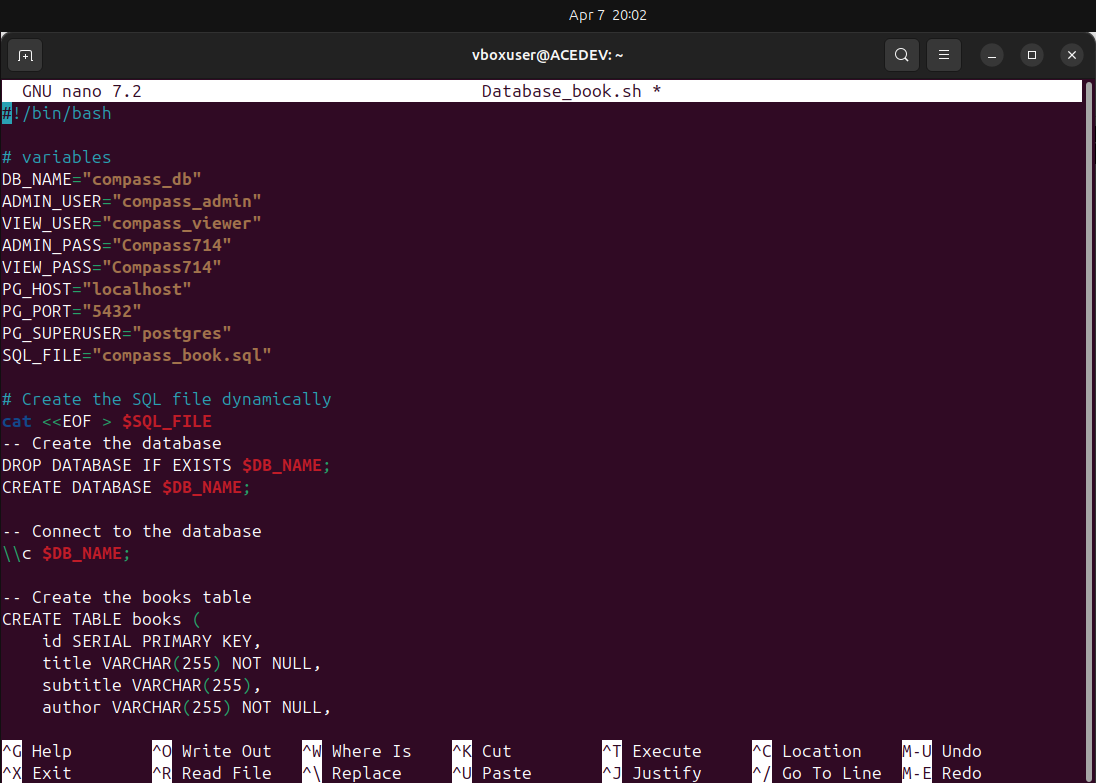 Apr 7  20:02
vboxuser@ACEDEV: ~
GNU nano 7.2                                  Database_book.sh *
#!/bin/bash

# variables
DB_NAME="compass_db"
ADMIN_USER="compass_admin"
VIEW_USER="compass_viewer"
ADMIN_PASS="Compass714"
VIEW_PASS="Compass714"
PG_HOST="localhost"
PG_PORT="5432"
PG_SUPERUSER="postgres"
SQL_FILE="compass_book.sql"

# Create the SQL file dynamically
cat <<EOF > $SQL_FILE
-- Create the database
DROP DATABASE IF EXISTS $DB_NAME;
CREATE DATABASE $DB_NAME;

-- Connect to the database
\\c $DB_NAME;

-- Create the books table
CREATE TABLE books (
    id SERIAL PRIMARY KEY,
    title VARCHAR(255) NOT NULL,
    subtitle VARCHAR(255),
    author VARCHAR(255) NOT NULL,

^G Help        ^O Write Out   ^W Where Is    ^K Cut         ^T Execute     ^C Location    M-U Undo
^X Exit        ^R Read File   ^\ Replace     ^U Paste       ^J Justify     ^/ Go To Line  M-E Redo